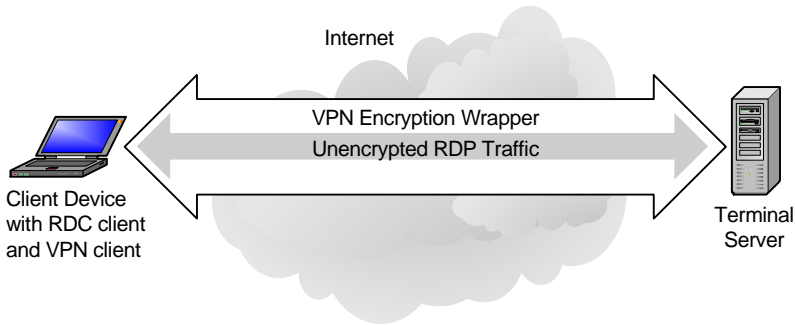 Internet
VPN Encryption Wrapper
Unencrypted RDP Traffic
Client Device
with RDC client
and VPN client
Terminal
Server